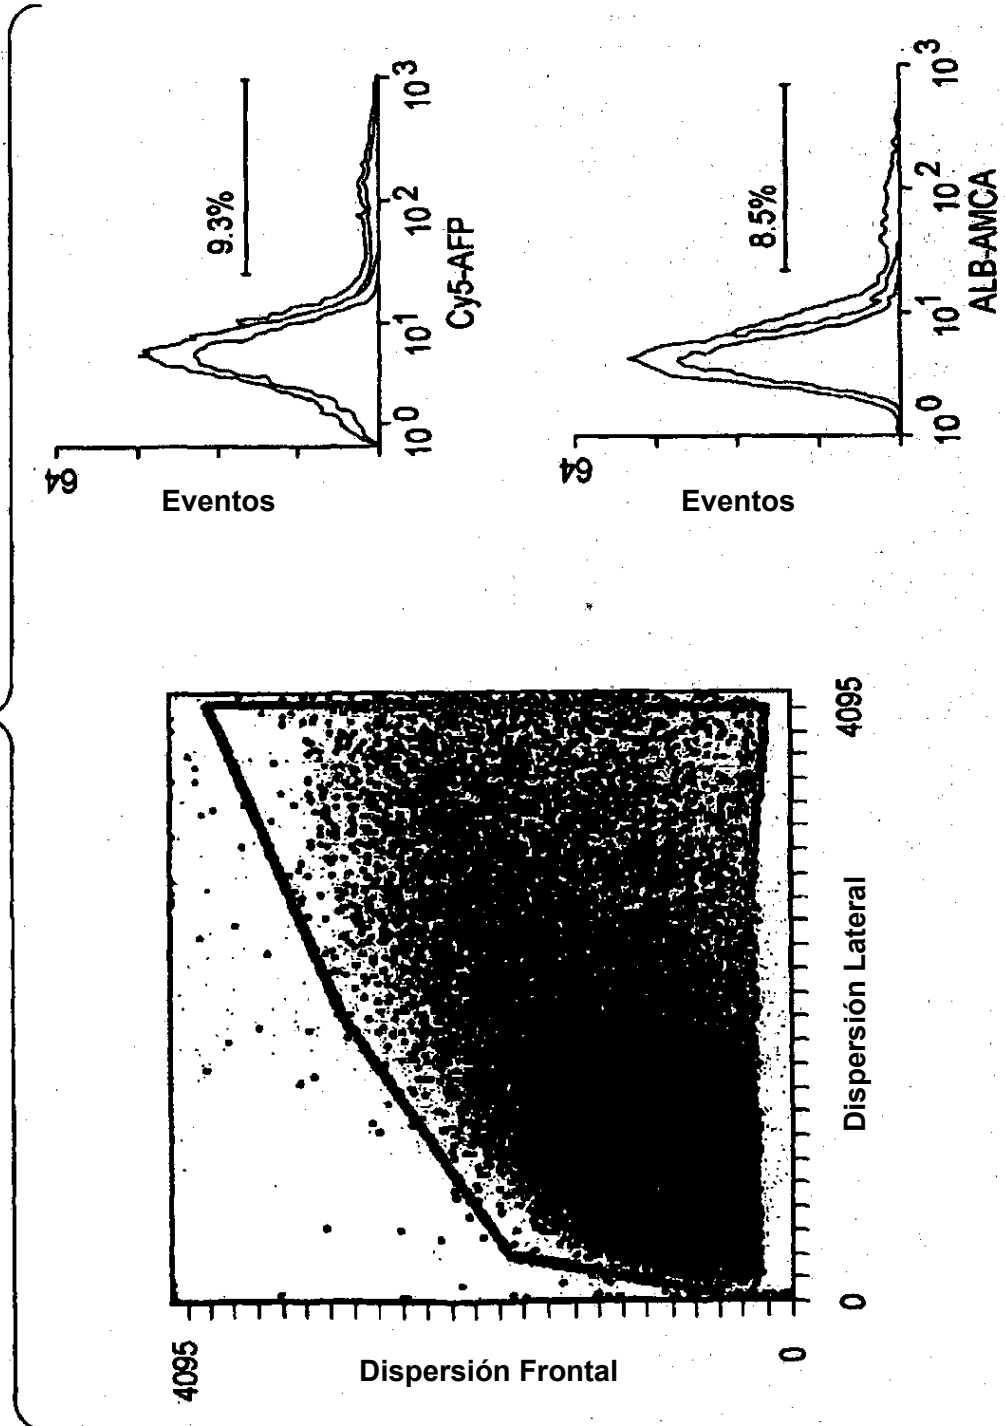 4095
Dispersión Frontal
0
0
Dispersión Lateral
4095
64
Eventos
9.3%
10^0
10^1
10^2
10^3
Cy5-AFP
64
Eventos
8.5%
10^0
10^1
10^2
10^3
ALB-AMCA